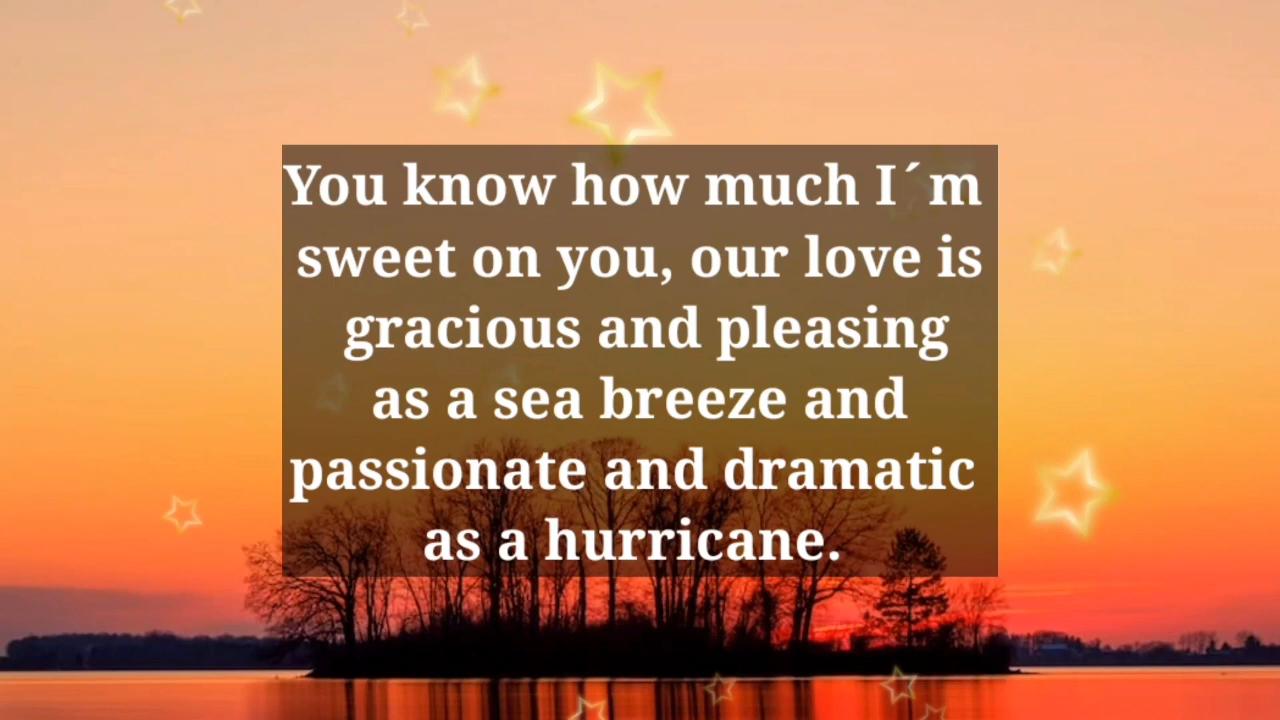 You know how much I´m
sweet on you, our love is
gracious and pleasing
as a sea breeze and
passionate and dramatic
as a hurricane.